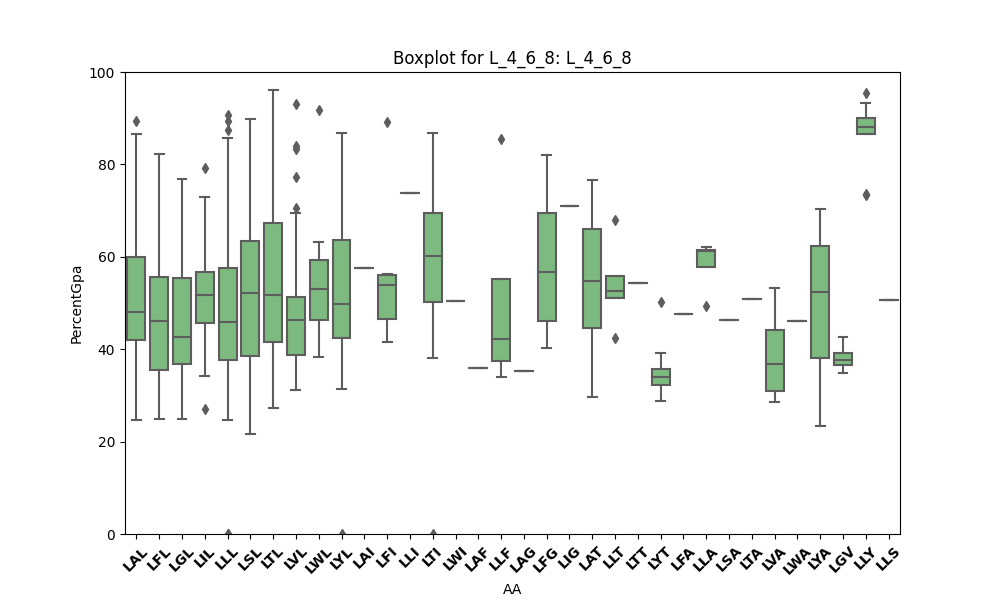 Boxplot for L_4_6_8: L_4_6_8
100
80
60
40
20
0
PercentGpa
LAL LFL LGL LIL LLL LSL LTL LVL LWL LYL LAI LFI LLI LTI LWI LAF LLF LAG LFG LIG LAT LLT LTT LYT LFA LLA LSA LTA LVA LWA LYA LGV LLY LLS
AA